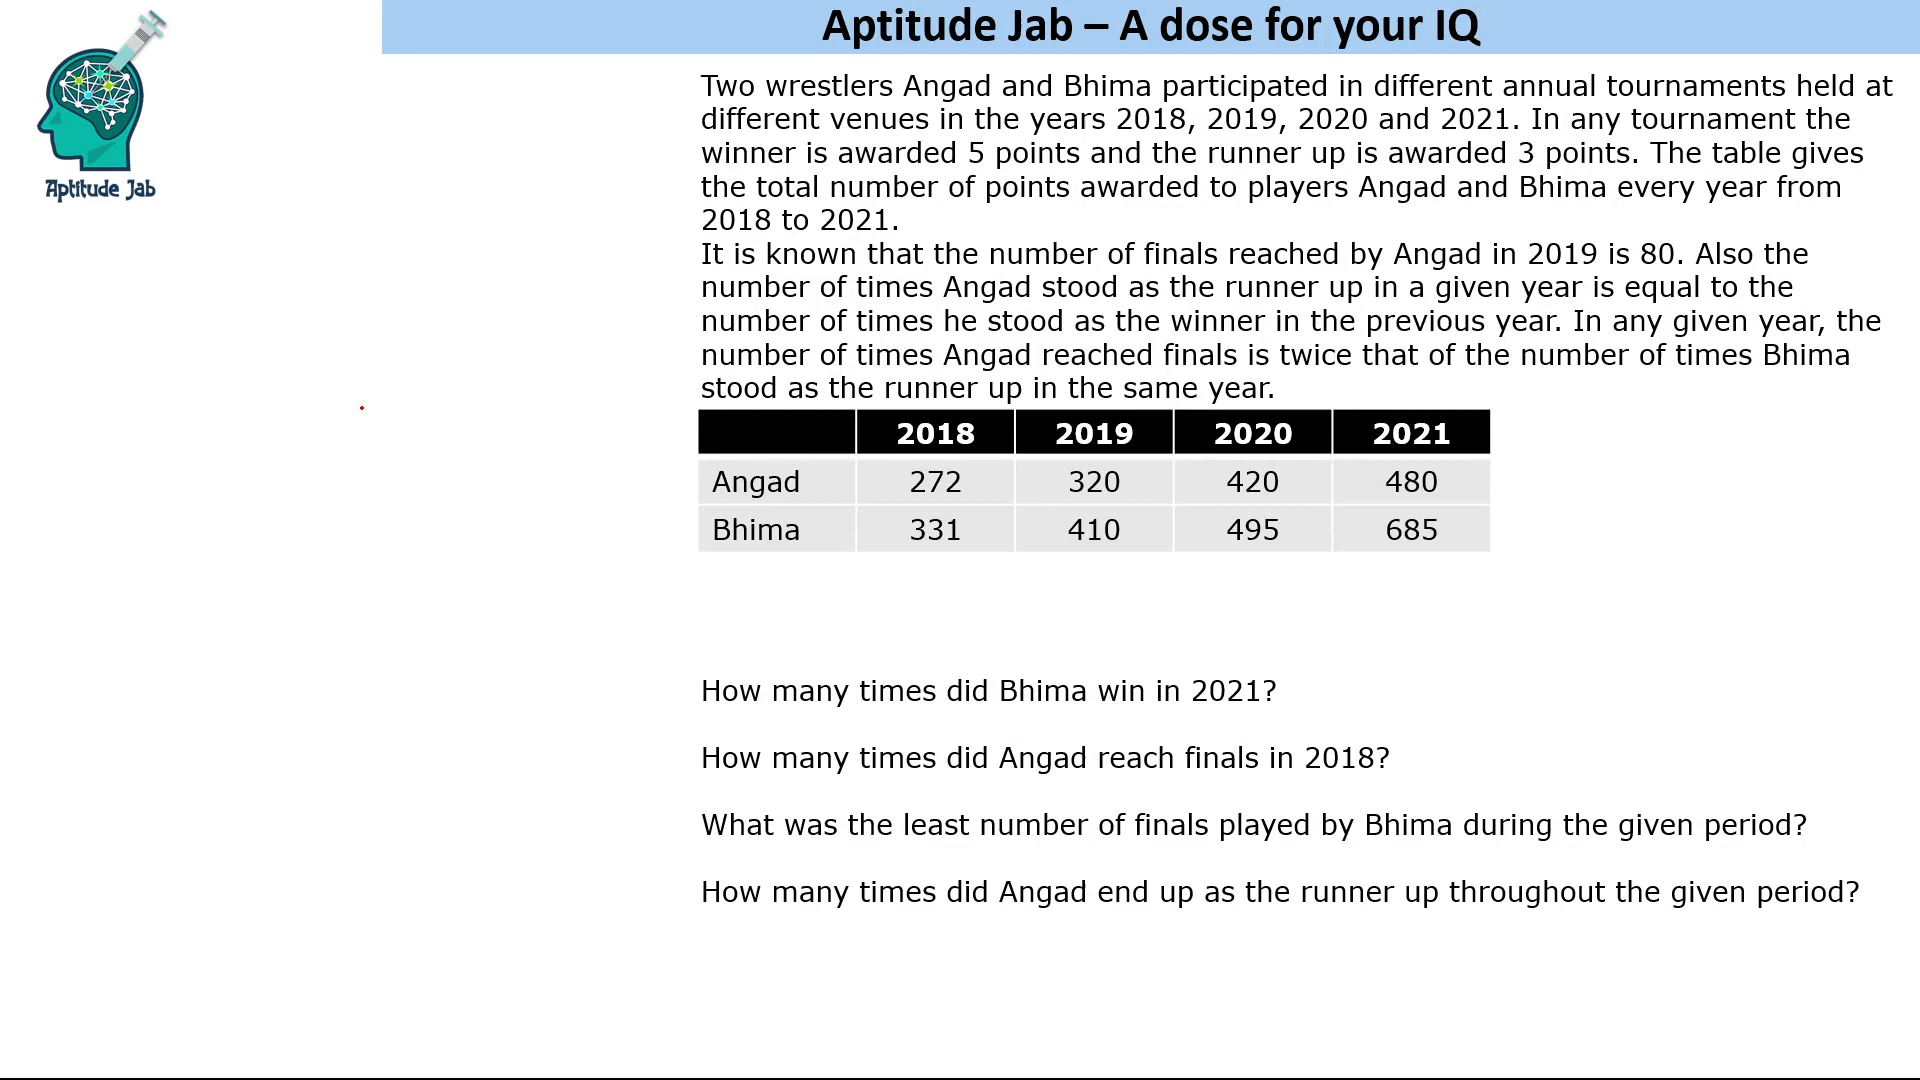 Aptitude Jab – A dose for your IQ
Aptitude Jab
Two wrestlers Angad and Bhima participated in different annual tournaments held at
different venues in the years 2018, 2019, 2020 and 2021. In any tournament the
winner is awarded 5 points and the runner up is awarded 3 points. The table gives
the total number of points awarded to players Angad and Bhima every year from
2018 to 2021.
It is known that the number of finals reached by Angad in 2019 is 80. Also the
number of times Angad stood as the runner up in a given year is equal to the
number of times he stood as the winner in the previous year. In any given year, the
number of times Angad reached finals is twice that of the number of times Bhima
stood as the runner up in the same year.
2018 2019 2020 2021
Angad 272 320 420 480
Bhima 331 410 495 685
How many times did Bhima win in 2021?
How many times did Angad reach finals in 2018?
What was the least number of finals played by Bhima during the given period?
How many times did Angad end up as the runner up throughout the given period?